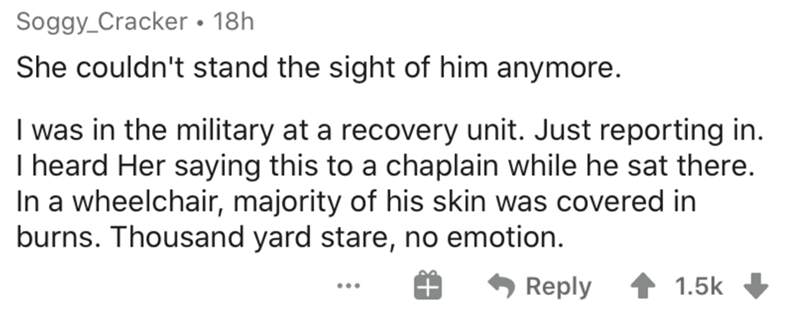 Soggy_Cracker • 18h
She couldn't stand the sight of him anymore.
I was in the military at a recovery unit. Just reporting in.
I heard Her saying this to a chaplain while he sat there.
In a wheelchair, majority of his skin was covered in
burns. Thousand yard stare, no emotion.
... Reply 1.5k